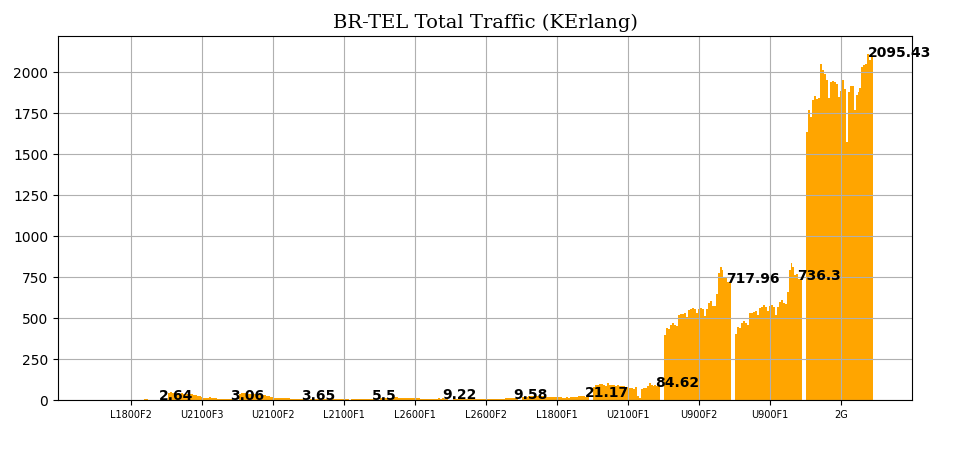 BR-TEL Total Traffic (KErlang)
2000
1750
1500
1250
1000
750
500
250
0
2095.43
717.96
736.3
84.62
2.64
3.06
3.65
5.5
9.22
9.58
21.17
L1800F2
U2100F3
U2100F2
L2100F1
L2600F1
L2600F2
L1800F1
U2100F1
U900F2
U900F1
2G